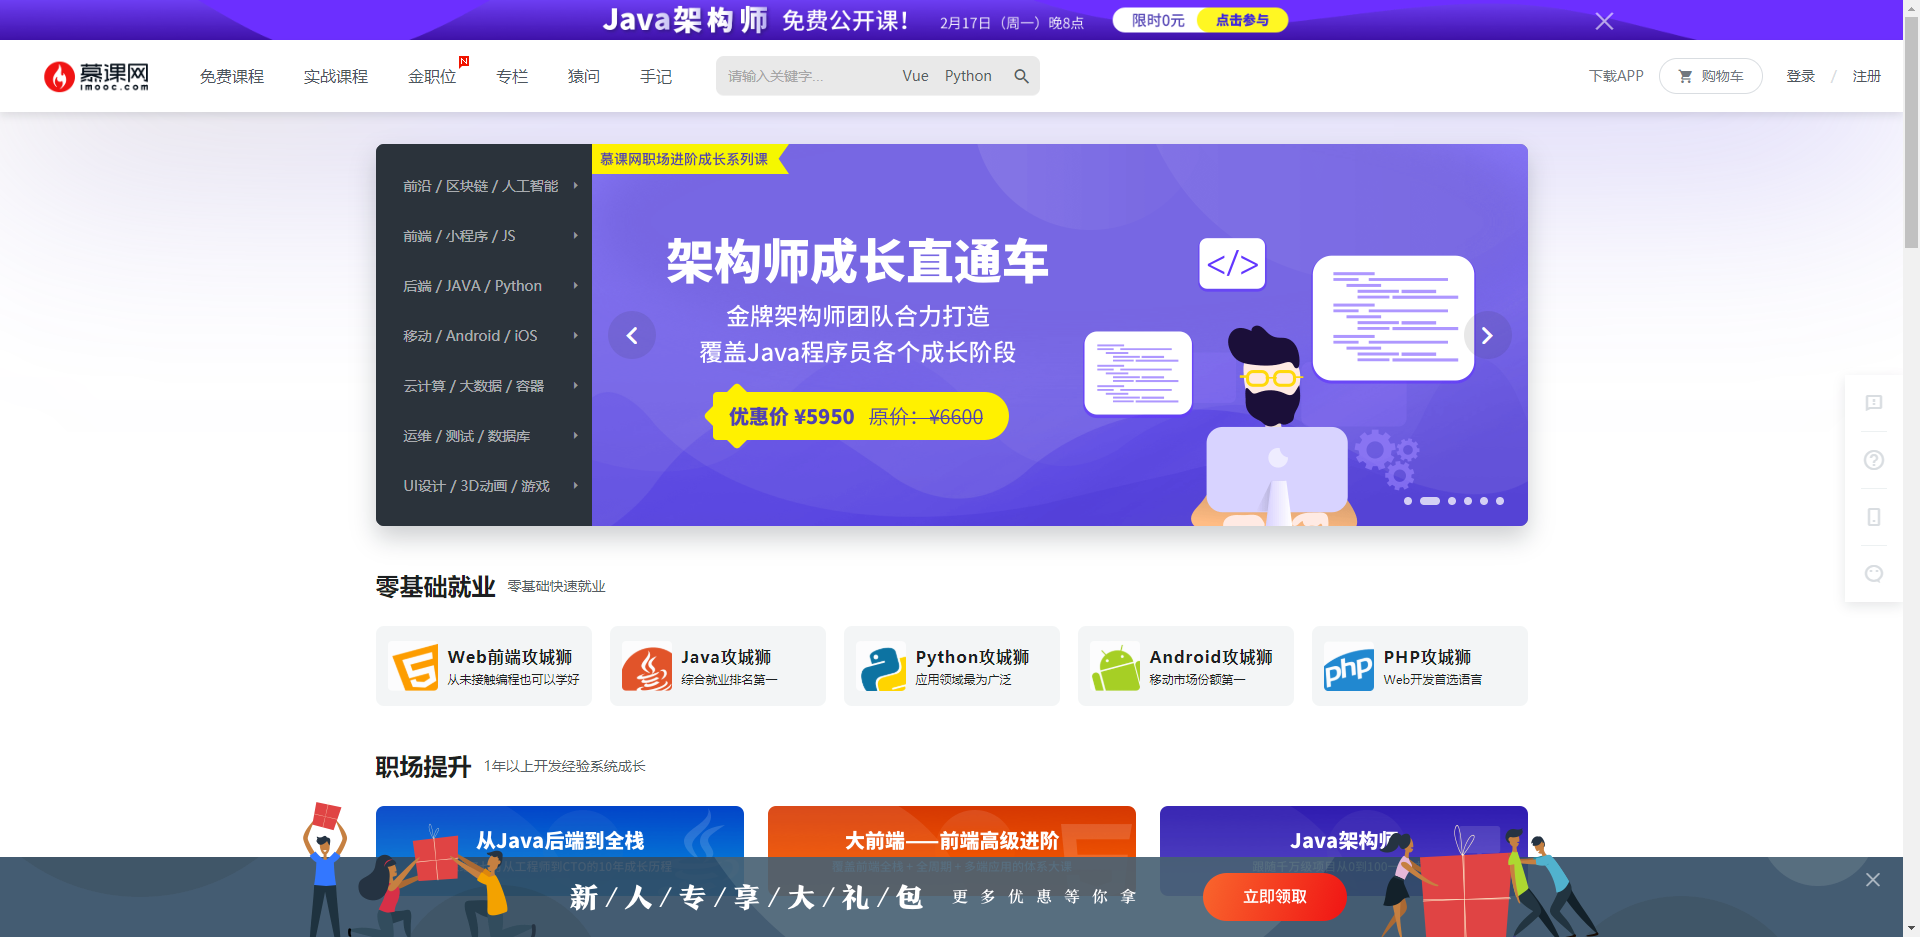 Java架构师 免费公开课! 2月17日（周一）晚8点 限时0元 点击参与
慕课网
imooc.com
免费课程 实战课程 金职位 N 专栏 猿问 手记
请输入关键字... Vue Python
下载APP 购物车 登录 / 注册
前沿 / 区块链 / 人工智能
前端 / 小程序 / JS
后端 / JAVA / Python
移动 / Android / iOS
云计算 / 大数据 / 容器
运维 / 测试 / 数据库
UI设计 / 3D动画 / 游戏
慕课网职场进阶成长系列课
架构师成长直通车
金牌架构师团队合力打造
覆盖Java程序员各个成长阶段
优惠价 ¥5950 原价：¥6600
</>
零基础就业 零基础快速就业
Web前端攻城狮
从未接触编程也可以学好
Java攻城狮
综合就业排名第一
Python攻城狮
应用领域最为广泛
Android攻城狮
移动市场份额第一
php
PHP攻城狮
Web开发首选语言
职场提升 1年以上开发经验系统成长
从Java后端到全栈
从工程师到CTO的10年成长历程
大前端——前端高级进阶
Java架构师
新/人/专/享/大/礼/包 更多优惠等你拿 立即领取